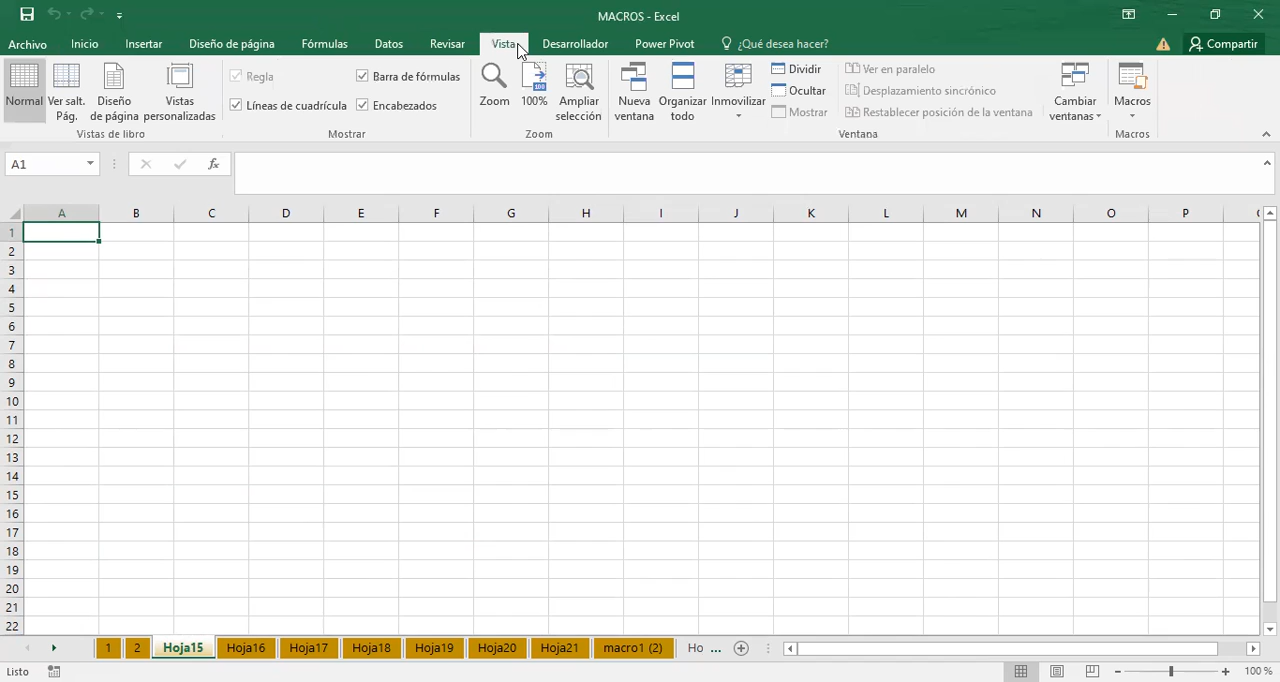 MACROS - Excel
Archivo Inicio Insertar Diseño de página Fórmulas Datos Revisar Vista Desarrollador Power Pivot ¿Qué desea hacer? Compartir
Normal
Ver salt. Pág.
Diseño de página
Vistas personalizadas
Vistas de libro
Regla
Barra de fórmulas
Líneas de cuadrícula
Encabezados
Mostrar
Zoom
100
100%
Ampliar selección
Zoom
Nueva ventana
Organizar todo
Inmovilizar
Dividir
Ocultar
Mostrar
Ver en paralelo
Desplazamiento sincrónico
Restablecer posición de la ventana
Ventana
Cambiar ventanas
Macros
Macros
A1
fx
A B C D E F G H I J K L M N O P
1
2
3
4
5
6
7
8
9
10
11
12
13
14
15
16
17
18
19
20
21
22
1 2 Hoja15 Hoja16 Hoja17 Hoja18 Hoja19 Hoja20 Hoja21 macro1 (2) Ho ...
Listo
100 %